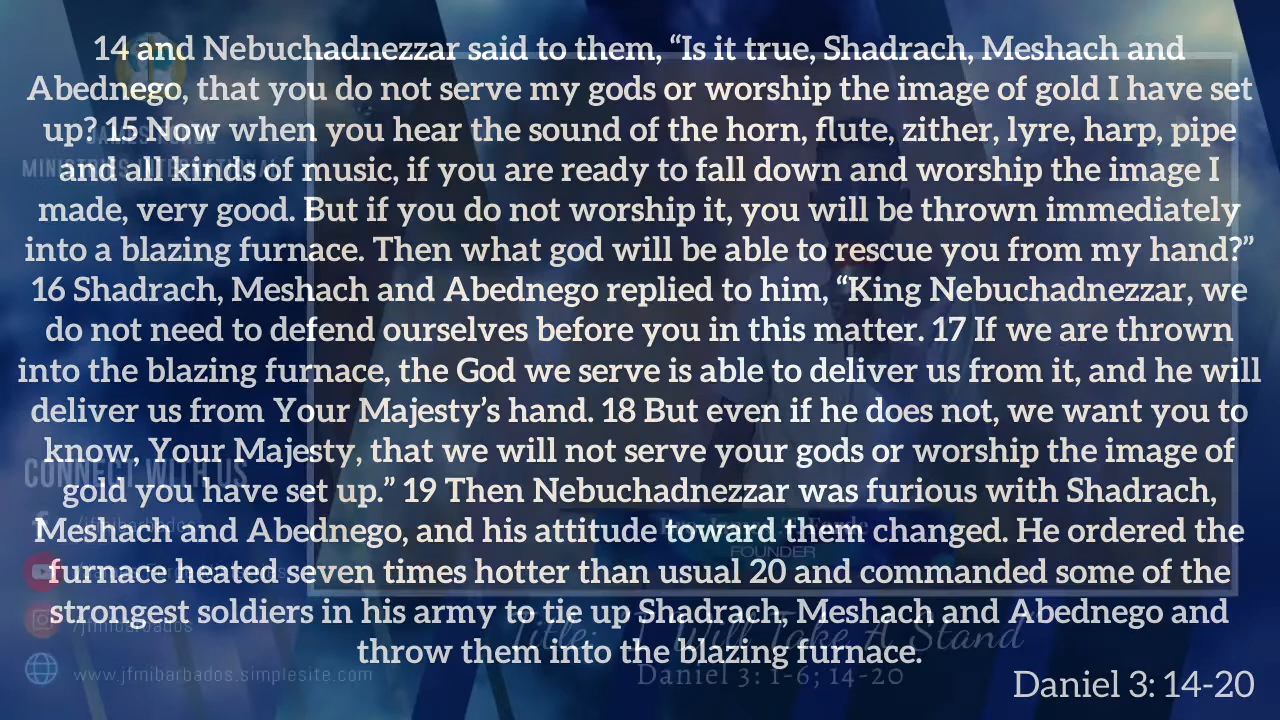 14 and Nebuchadnezzar said to them, “Is it true, Shadrach, Meshach and
Abednego, that you do not serve my gods or worship the image of gold I have set
up? 15 Now when you hear the sound of the horn, flute, zither, lyre, harp, pipe
and all kinds of music, if you are ready to fall down and worship the image I
made, very good. But if you do not worship it, you will be thrown immediately
into a blazing furnace. Then what god will be able to rescue you from my hand?”
16 Shadrach, Meshach and Abednego replied to him, “King Nebuchadnezzar, we
do not need to defend ourselves before you in this matter. 17 If we are thrown
into the blazing furnace, the God we serve is able to deliver us from it, and he will
deliver us from Your Majesty’s hand. 18 But even if he does not, we want you to
know, Your Majesty, that we will not serve your gods or worship the image of
gold you have set up.” 19 Then Nebuchadnezzar was furious with Shadrach,
Meshach and Abednego, and his attitude toward them changed. He ordered the
furnace heated seven times hotter than usual 20 and commanded some of the
strongest soldiers in his army to tie up Shadrach, Meshach and Abednego and
throw them into the blazing furnace.
Daniel 3: 14-20
MINISTRIES INTERNATIONAL
CONNECT WITH US
/jfmibarbados
/jfmibarbados
www.jfmibarbados.simplesite.com
FOUNDER
Title: I Will Take A Stand
Daniel 3: 1-6; 14-20